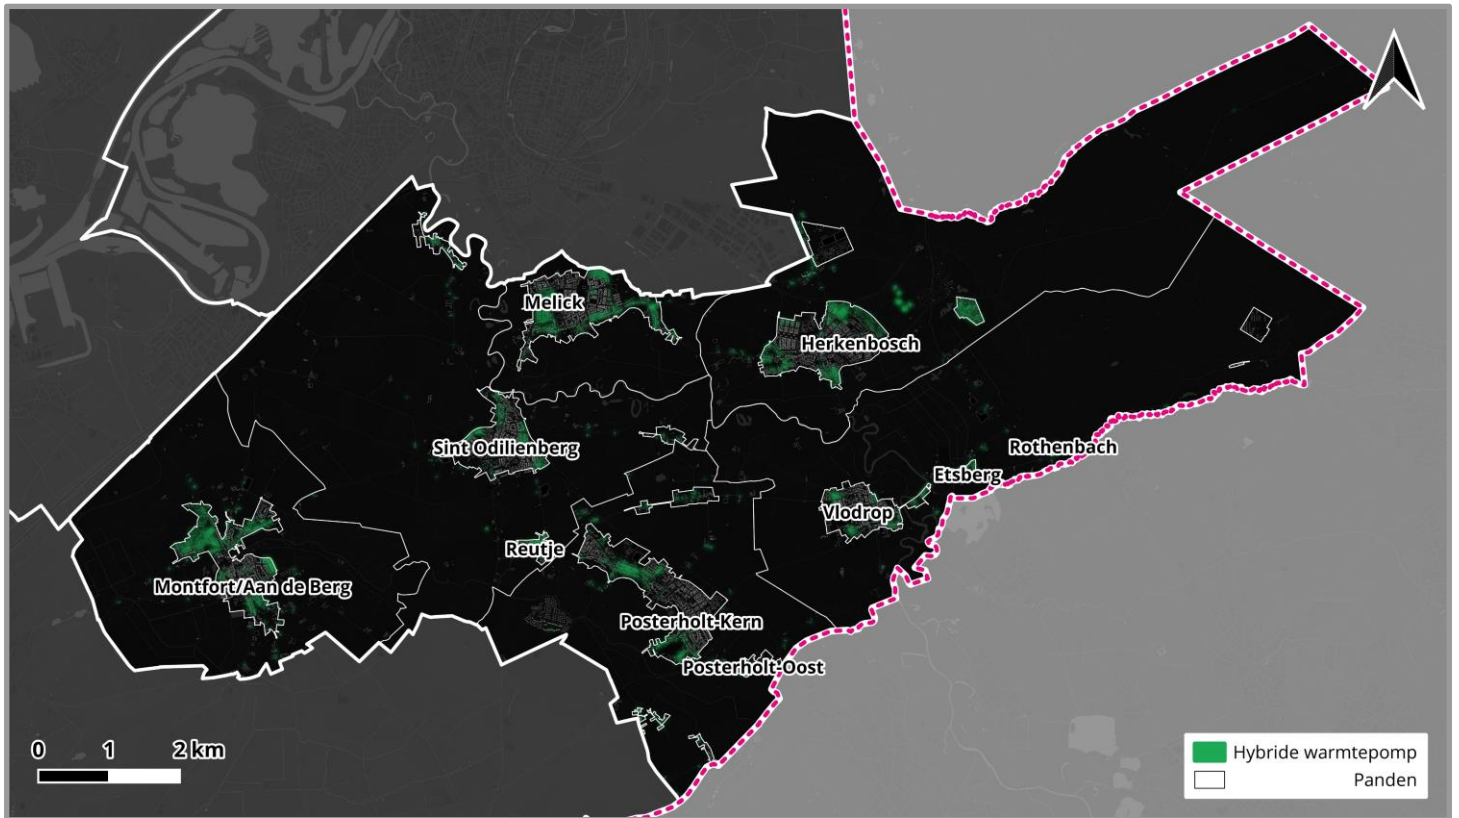 Melick
Herkenbosch
Sint Odilienberg
Rothenbach
Etsberg
Vlodrop
Reutje
Montfort/Aan de Berg
Posterholt-Kern
Posterholt-Oost
0 1 2 km
Hybride warmtepomp
Panden